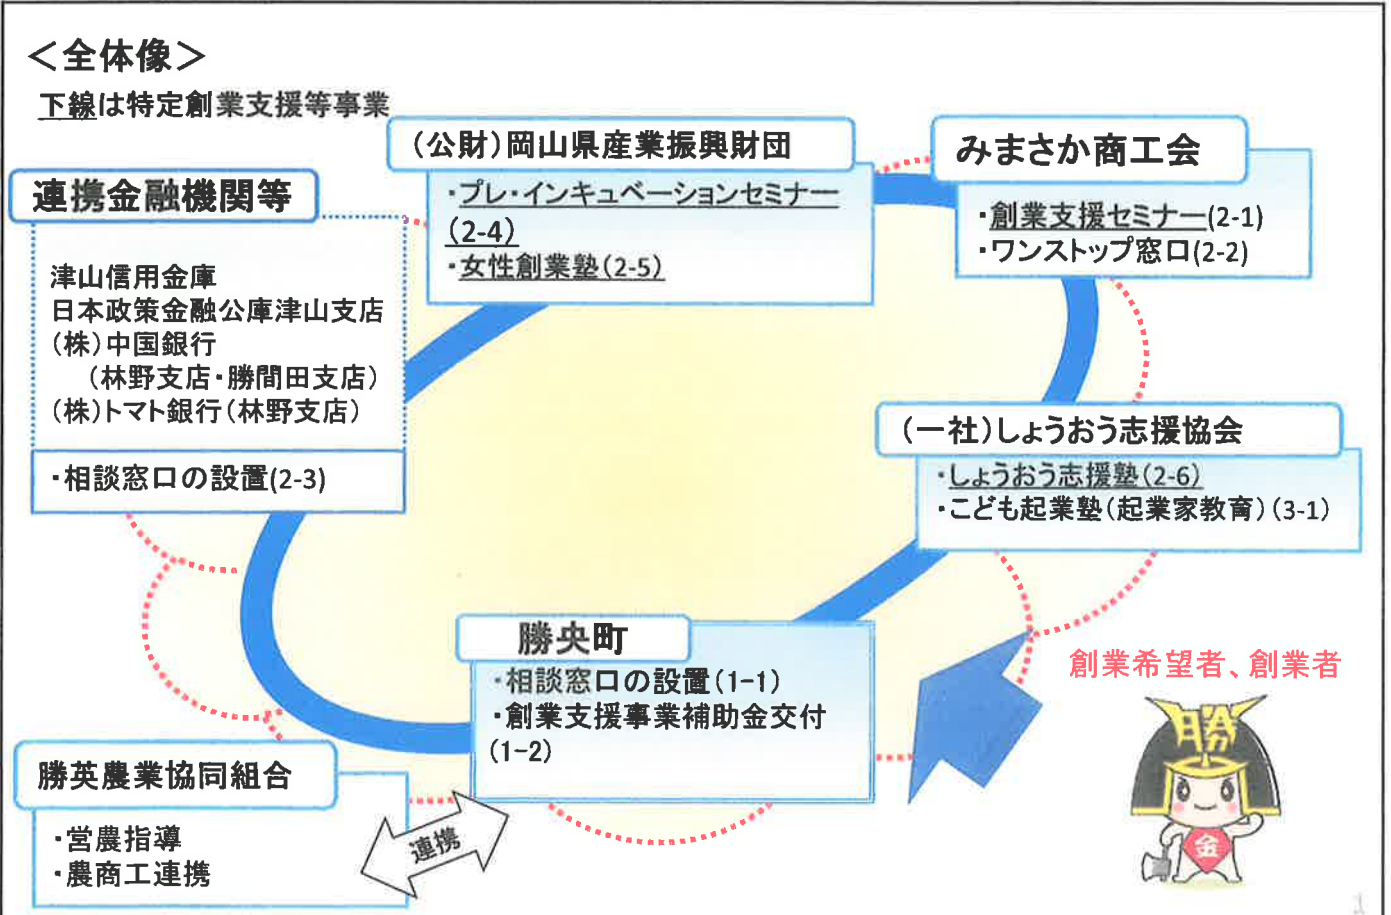 ＜全体像＞
下線は特定創業支援等事業
（公財）岡山県産業振興財団
・プレ・インキュベーションセミナー
（2-4）
・女性創業塾（2-5）
みまさか商工会
・創業支援セミナー(2-1)
・ワンストップ窓口(2-2)
連携金融機関等
津山信用金庫
日本政策金融公庫津山支店
（株）中国銀行
（林野支店・勝間田支店）
（株）トマト銀行（林野支店）
・相談窓口の設置(2-3)
（一社）しょうおう志援協会
・しょうおう志援塾（2-6）
・こども起業塾（起業家教育）（3-1）
勝央町
・相談窓口の設置（1-1）
・創業支援事業補助金交付
（1-2）
創業希望者、創業者
勝
金
勝英農業協同組合
・営農指導
・農商工連携
連携
1